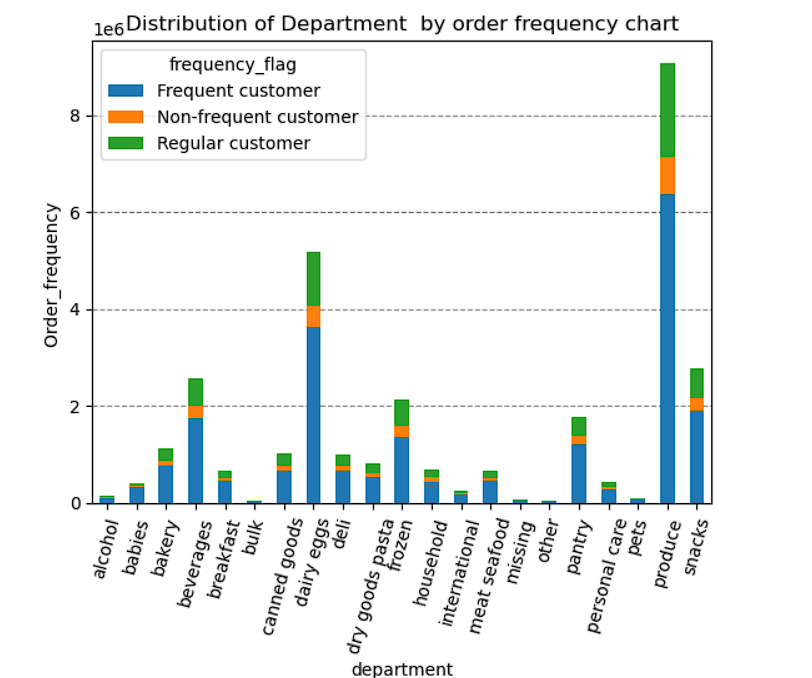 1e6
Distribution of Department  by order frequency chart
frequency_flag
Frequent customer
Non-frequent customer
Regular customer
Order_frequency
8
6
4
2
0
alcohol
babies
bakery
beverages
breakfast
bulk
canned goods
dairy eggs
deli
dry goods pasta
frozen
household
international
meat seafood
missing
other
pantry
personal care
pets
produce
snacks
department